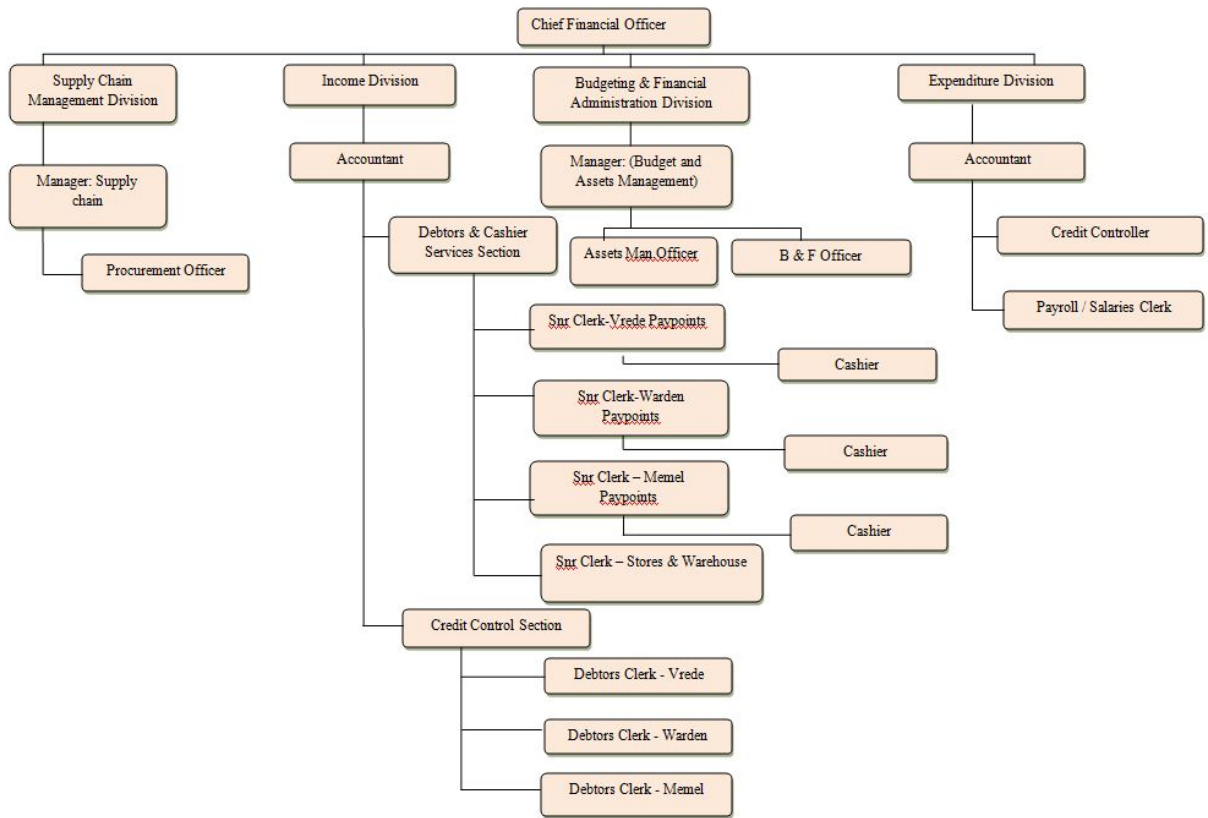 Chief Financial Officer
Supply Chain
Management Division
Income Division
Budgeting & Financial
Administration Division
Expenditure Division
Accountant
Manager: (Budget and
Assets Management)
Accountant
Manager: Supply
chain
Debtors & Cashier
Services Section
Assets Man Officer
B & F Officer
Credit Controller
Procurement Officer
Payroll / Salaries Clerk
Snr Clerk-Vrede Paypoints
Cashier
Snr Clerk-Warden
Paypoints
Cashier
Snr Clerk – Memel
Paypoints
Cashier
Snr Clerk – Stores & Warehouse
Credit Control Section
Debtors Clerk - Vrede
Debtors Clerk - Warden
Debtors Clerk - Memel